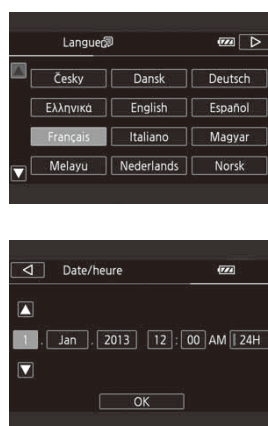 Langue
Česky Dansk Deutsch
Ελληνικά English Español
Français Italiano Magyar
Melayu Nederlands Norsk
Date/heure
1 . Jan . 2013 12 : 00 AM 24H
OK